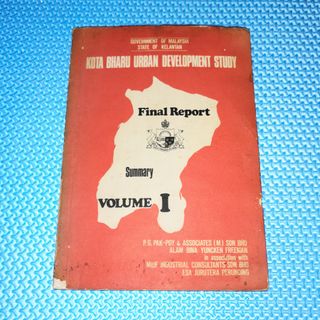 GOVERNMENT OF MALAYSIA
STATE OF KELANTAN
KOTA BHARU URBAN DEVELOPMENT STUDY
Final Report
Summary
VOLUME I
P.G. PAK-POY & ASSOCIATES (M.) SDN BHD
ALAM BINA YUNCKEN FREEMAN
in association with
MULF INDUSTRIAL CONSULTANTS SDN BHD
ESA JURUTERA PERUNDING